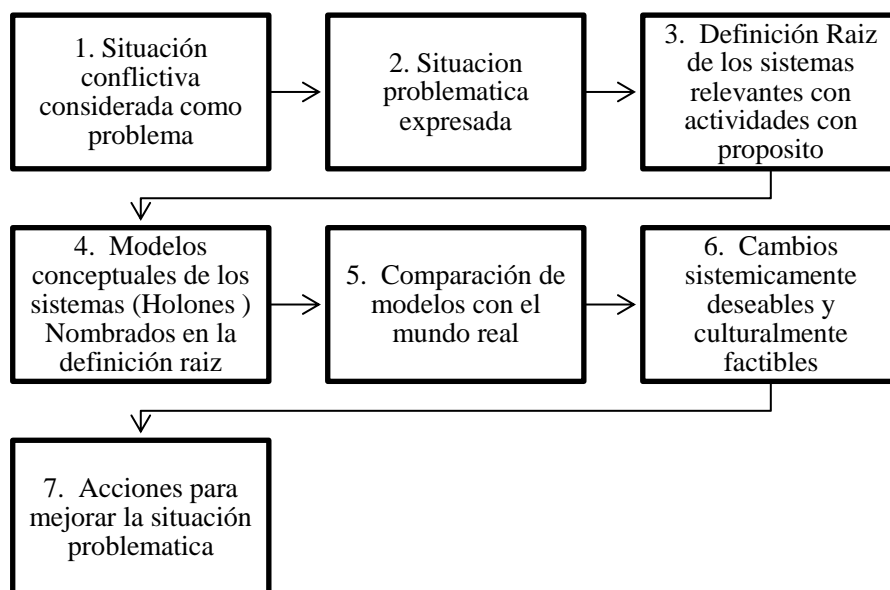 1. Situación
conflictiva
considerada como
problema
2. Situacion
problematica
expresada
3. Definición Raiz
de los sistemas
relevantes con
actividades con
proposito
4. Modelos
conceptuales de los
sistemas (Holones )
Nombrados en la
definición raiz
5. Comparación de
modelos con el
mundo real
6. Cambios
sistemicamente
deseables y
culturalmente
factibles
7. Acciones para
mejorar la situación
problematica